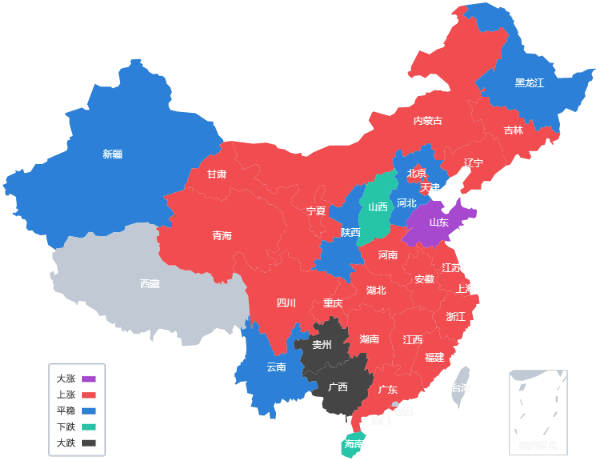 黑龙江
内蒙古
吉林
新疆
辽宁
甘肃
北京
天津
河北
山西
宁夏
山东
青海
陕西
河南
江苏
安徽
西藏
上海
湖北
四川
重庆
浙江
湖南
江西
贵州
福建
云南
广西
广东
台湾
海南
大涨
上涨
平稳
下跌
大跌